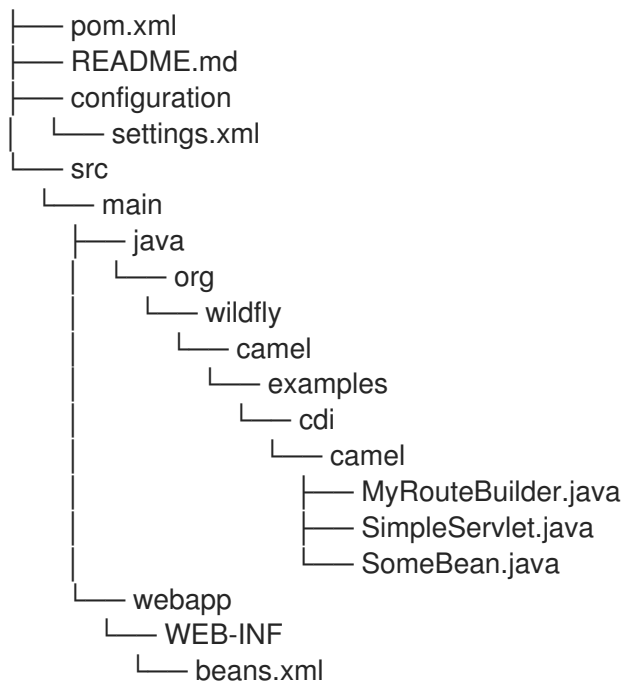 ├── pom.xml
├── README.md
├── configuration
│   └── settings.xml
└── src
    └── main
        ├── java
        │   └── org
        │       └── wildfly
        │           └── camel
        │               └── examples
        │                   └── cdi
        │                       └── camel
        │                           ├── MyRouteBuilder.java
        │                           ├── SimpleServlet.java
        │                           └── SomeBean.java
        └── webapp
            └── WEB-INF
                └── beans.xml